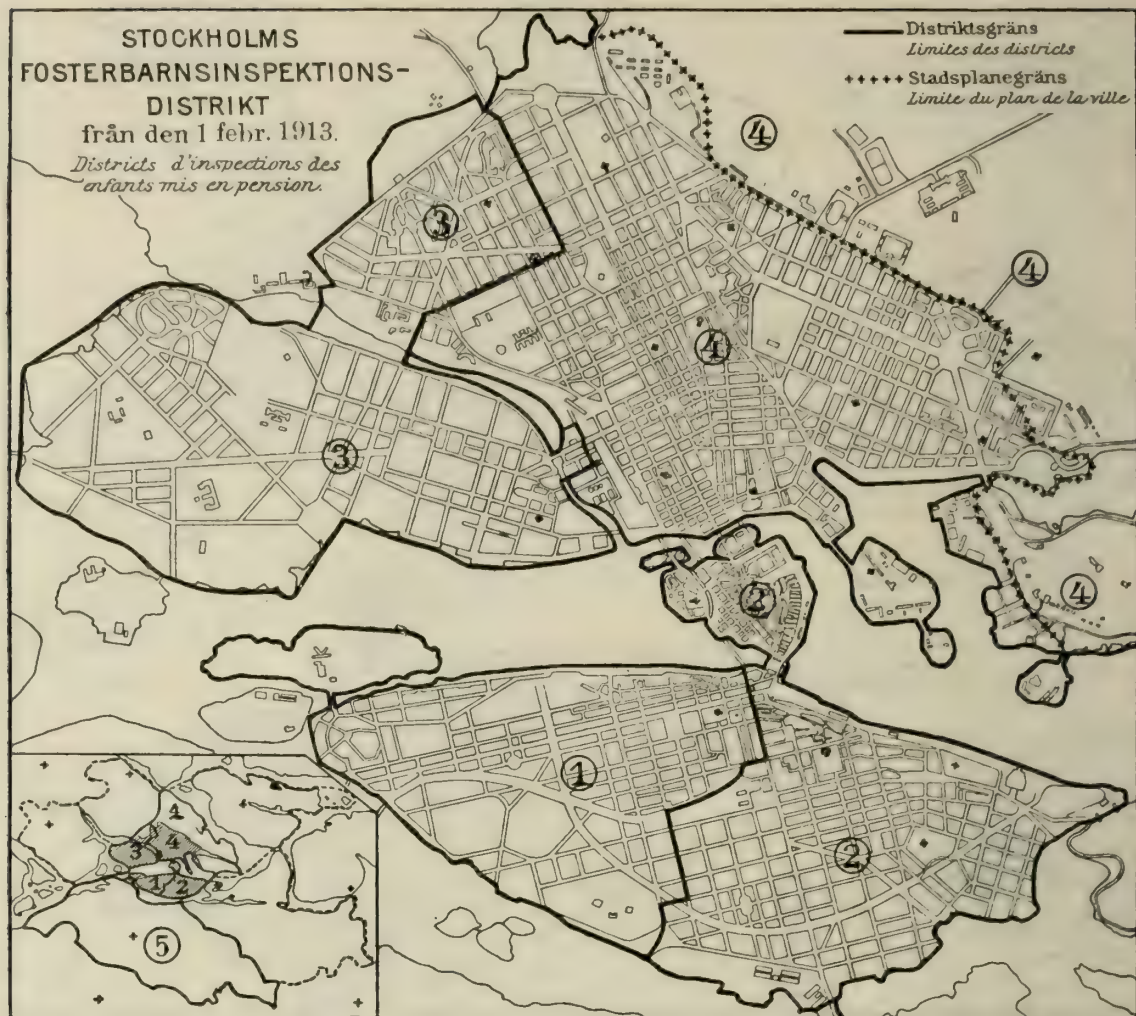 STOCKHOLMS
FOSTERBARNSINSPEKTIONS-
DISTRIKT
från den 1 febr. 1913.
Districts d'inspections des
enfants mis en pension.
Distriktsgräns
Limites des districts
Stadsplanegräns
Limite du plan de la ville
4
3
4
4
3
2
4
1
2
4
4
3
1
2
5